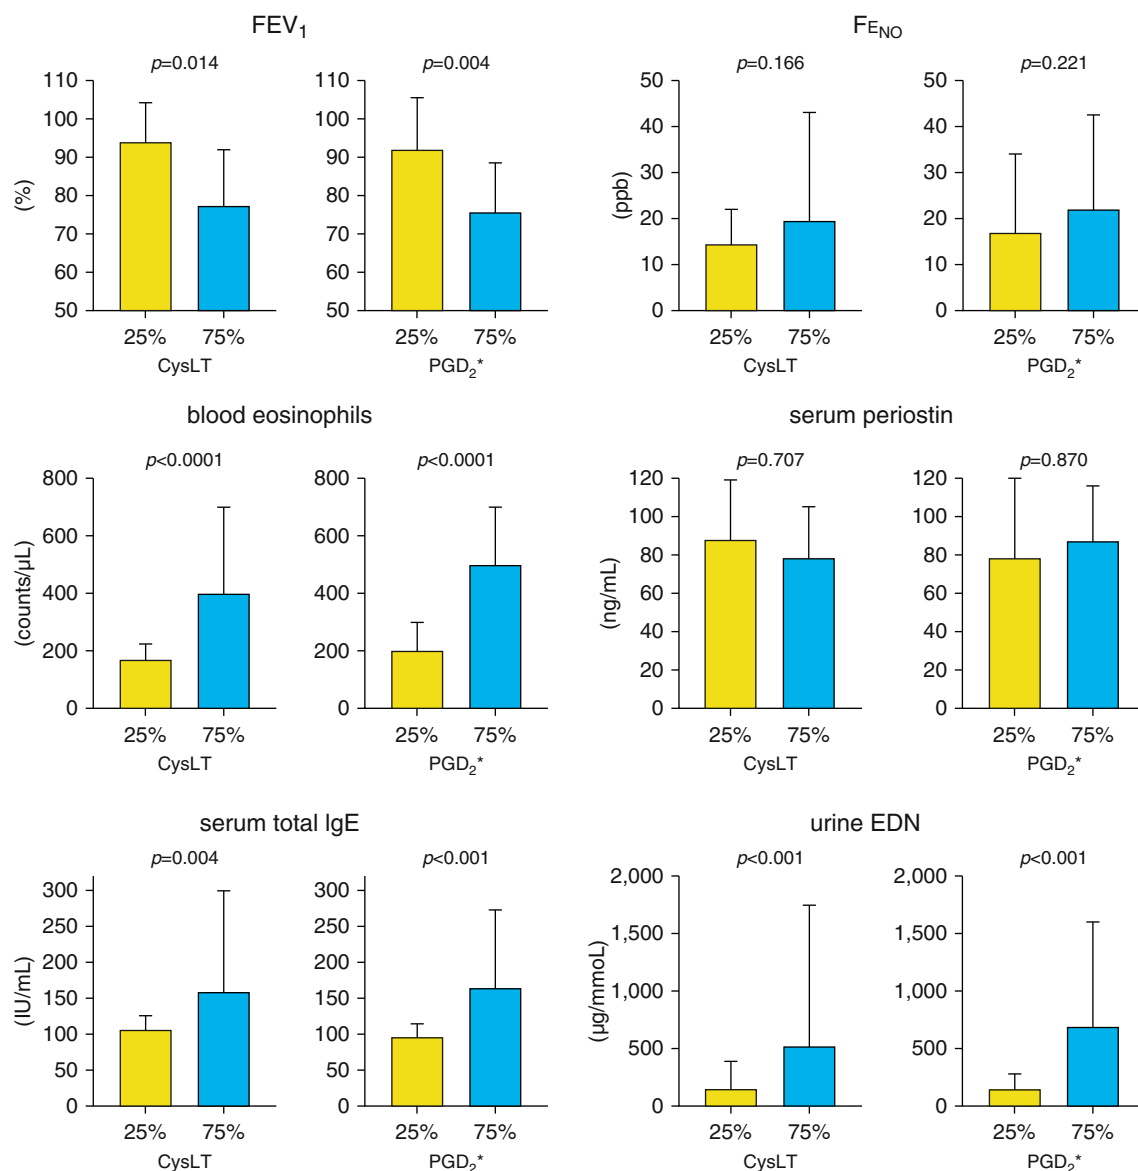 FEV1 FENO
p=0.014 p=0.004 p=0.166 p=0.221
110 110 50 50
100 100
90 90 40 40
80 80 30 30
70 70 20 20
60 60 10 10
50 50 0 0
(%) (ppb)
25% 75% 25% 75% 25% 75% 25% 75%
CysLT PGD2* CysLT PGD2*
blood eosinophils serum periostin
p<0.0001 p<0.0001 p=0.707 p=0.870
800 800 120 120
600 600 100 100
400 400 80 80
200 200 60 60
0 0 40 40
20 20
0 0
(counts/µL) (ng/mL)
25% 75% 25% 75% 25% 75% 25% 75%
CysLT PGD2* CysLT PGD2*
serum total IgE urine EDN
p=0.004 p<0.001 p<0.001 p<0.001
300 300 2,000 2,000
250 250 1,500 1,500
200 200 1,000 1,000
150 150 500 500
100 100 0 0
50 50
0 0
(IU/mL) (µg/mmoL)
25% 75% 25% 75% 25% 75% 25% 75%
CysLT PGD2* CysLT PGD2*